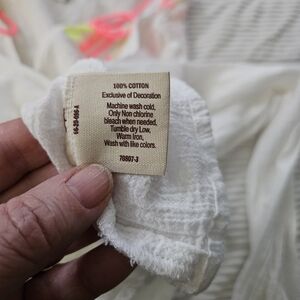 100% COTTON
Exclusive of Decoration
Machine wash cold,
Only Non chlorine
bleach when needed,
Tumble dry Low,
Warm Iron,
Wash with like colors.
70807-3